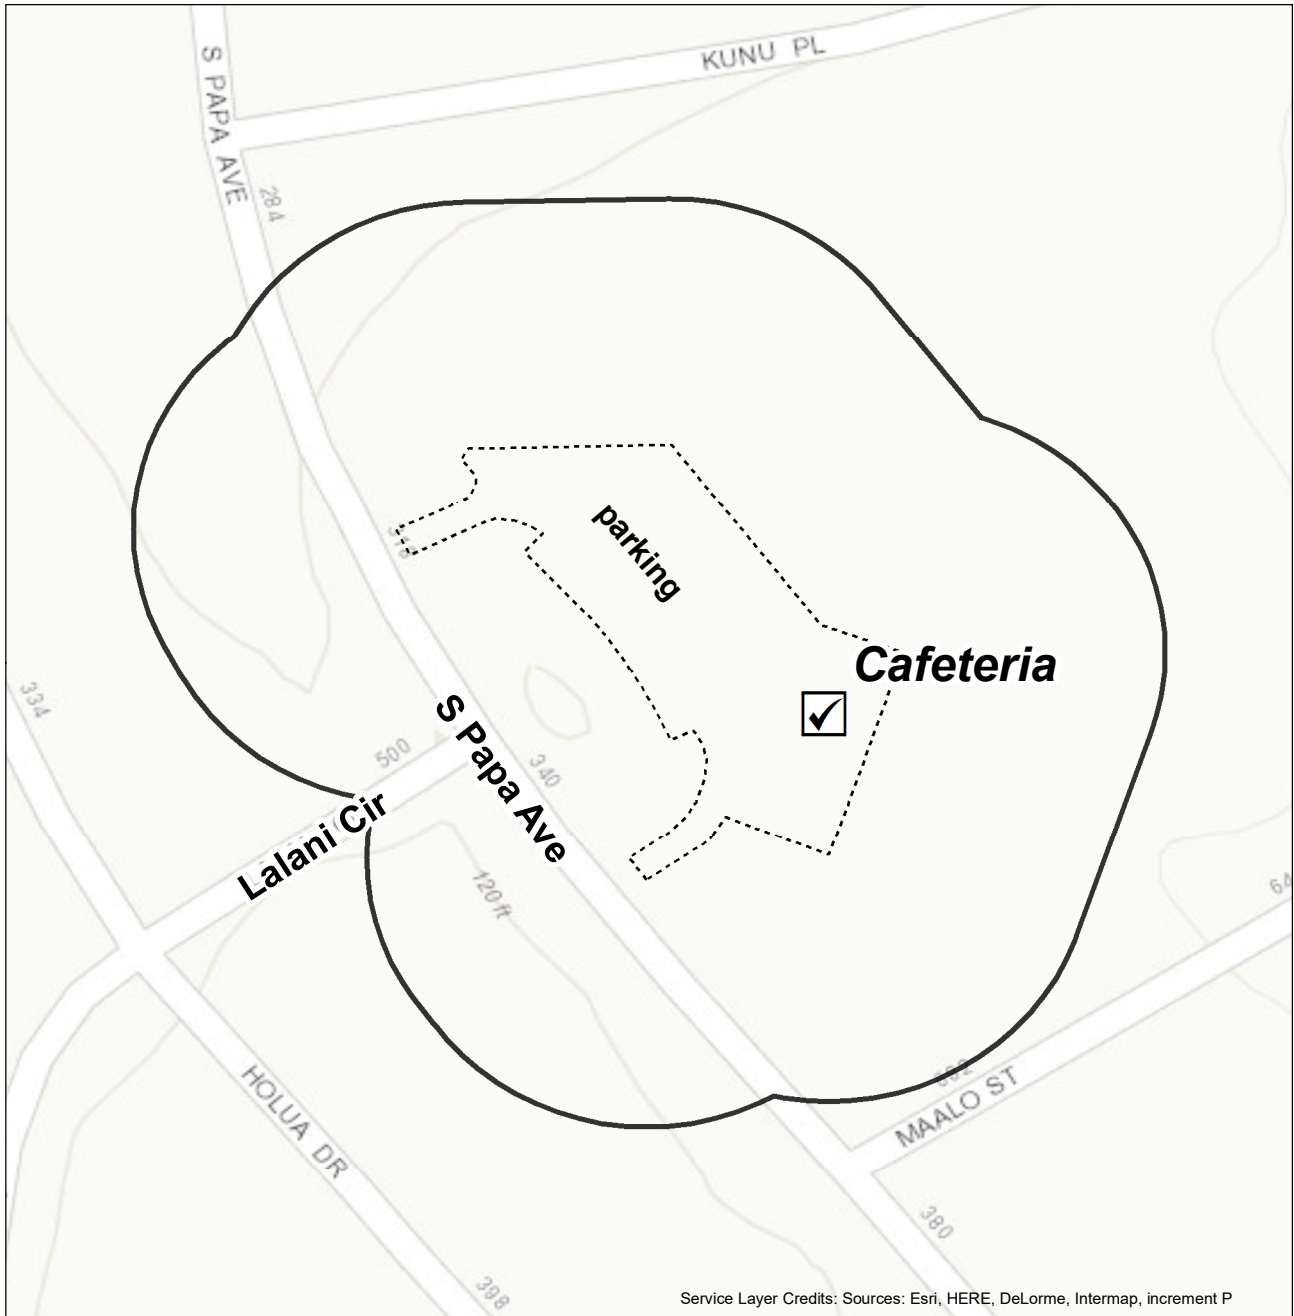 KUNU PL
S PAPA AVE
284
parking
Cafeteria
334
500
S Papa Ave
340
Lalani Cir
120 ft
HOLUA DR
MAALO ST
380
398
Service Layer Credits: Sources: Esri, HERE, DeLorme, Intermap, increment P